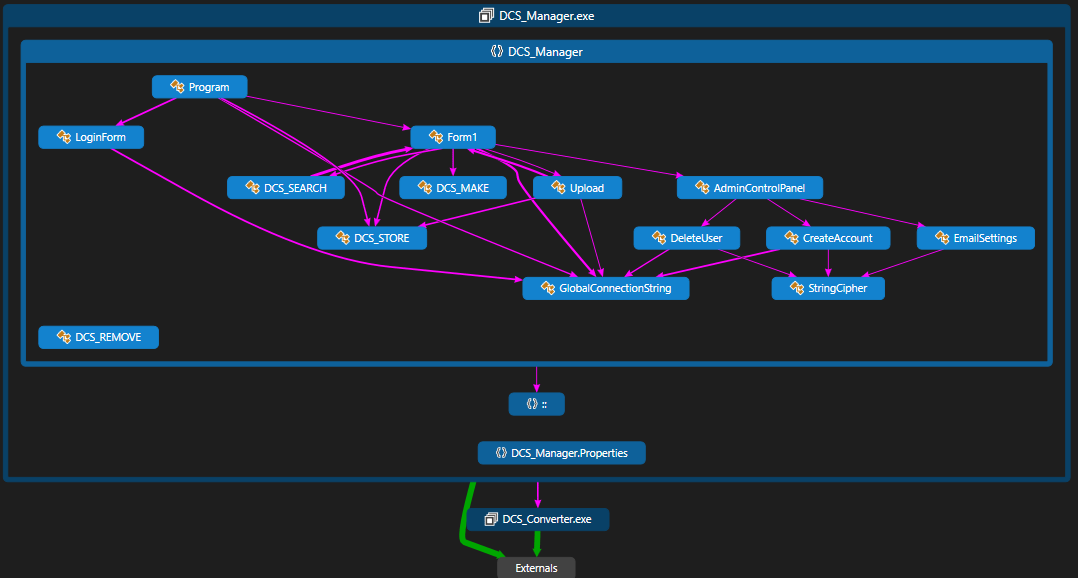 DCS_Manager.exe
DCS_Manager
Program
LoginForm
Form1
DCS_SEARCH
DCS_MAKE
Upload
AdminControlPanel
DCS_STORE
DeleteUser
CreateAccount
EmailSettings
GlobalConnectionString
StringCipher
DCS_REMOVE
::
DCS_Manager.Properties
DCS_Converter.exe
Externals